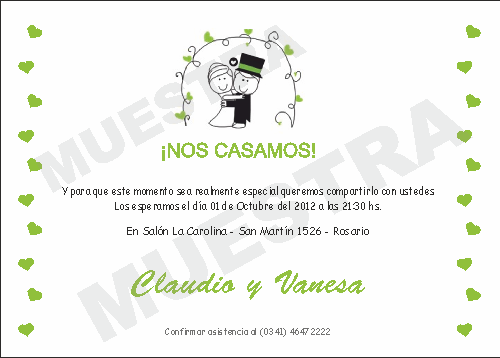 ¡NOS CASAMOS!
Y para que este momento sea realmente especial queremos compartirlo con ustedes
Los esperamos el día 01 de Octubre del 2012 a las 21:30 hs.
En Salón La Carolina - San Martín 1526 - Rosario
Claudio y Vanesa
Confirmar asistencia al (0341) 46472222
MUESTRA
MUESTRA